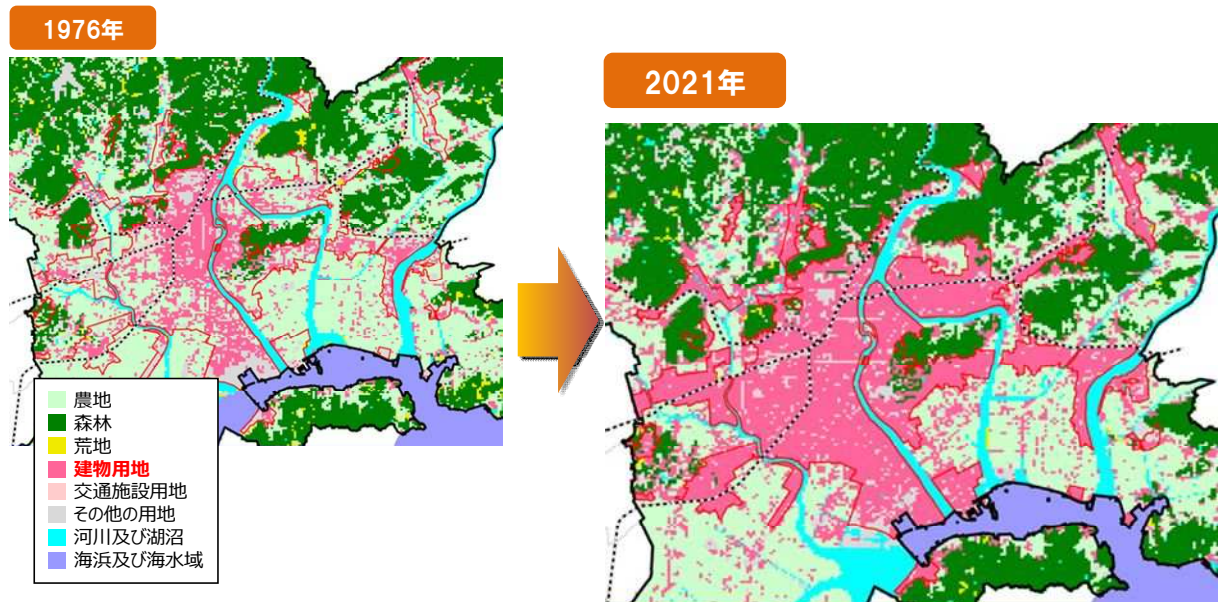 1976年
2021年
農地
森林
荒地
建物用地
交通施設用地
その他の用地
河川及び湖沼
海浜及び海水域